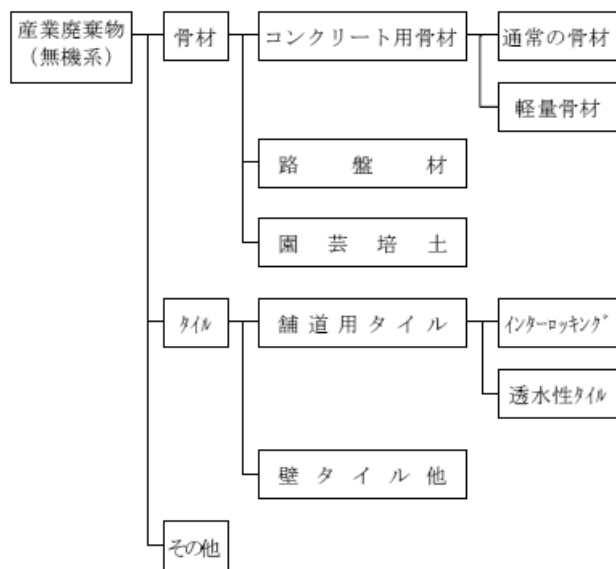 産業廃棄物
（無機系）
骨材
コンクリート用骨材
通常の骨材
軽量骨材
路盤材
園芸培土
ﾀｲﾙ
舗道用タイル
ｲﾝﾀｰﾛｯｷﾝｸﾞ
透水性ﾀｲﾙ
壁タイル他
その他